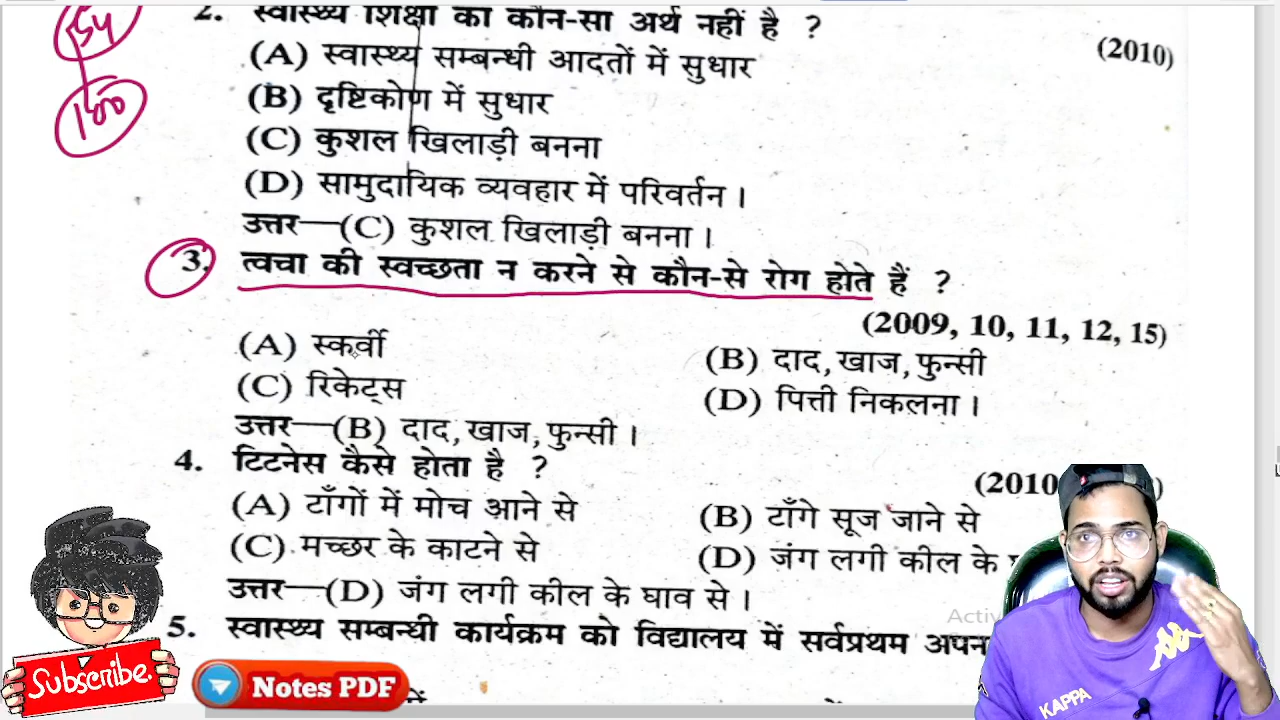 2. स्वास्थ्य शिक्षा का कौन-सा अर्थ नहीं है ?
(2010)
(A) स्वास्थ्य सम्बन्धी आदतों में सुधार
(B) दृष्टिकोण में सुधार
(C) कुशल खिलाड़ी बनना
(D) सामुदायिक व्यवहार में परिवर्तन।
उत्तर—(C) कुशल खिलाड़ी बनना।
3. त्वचा की स्वच्छता न करने से कौन-से रोग होते हैं ?
(2009, 10, 11, 12, 15)
(A) स्कर्वी (B) दाद, खाज, फुन्सी
(C) रिकेट्स (D) पित्ती निकलना।
उत्तर—(B) दाद, खाज, फुन्सी।
4. टिटनेस कैसे होता है ?
(2010
(A) टाँगों में मोच आने से (B) टाँगे सूज जाने से
(C) मच्छर के काटने से (D) जंग लगी कील के
उत्तर—(D) जंग लगी कील के घाव से।
5. स्वास्थ्य सम्बन्धी कार्यक्रम को विद्यालय में सर्वप्रथम
Subscribe.
Notes PDF
KAPPA